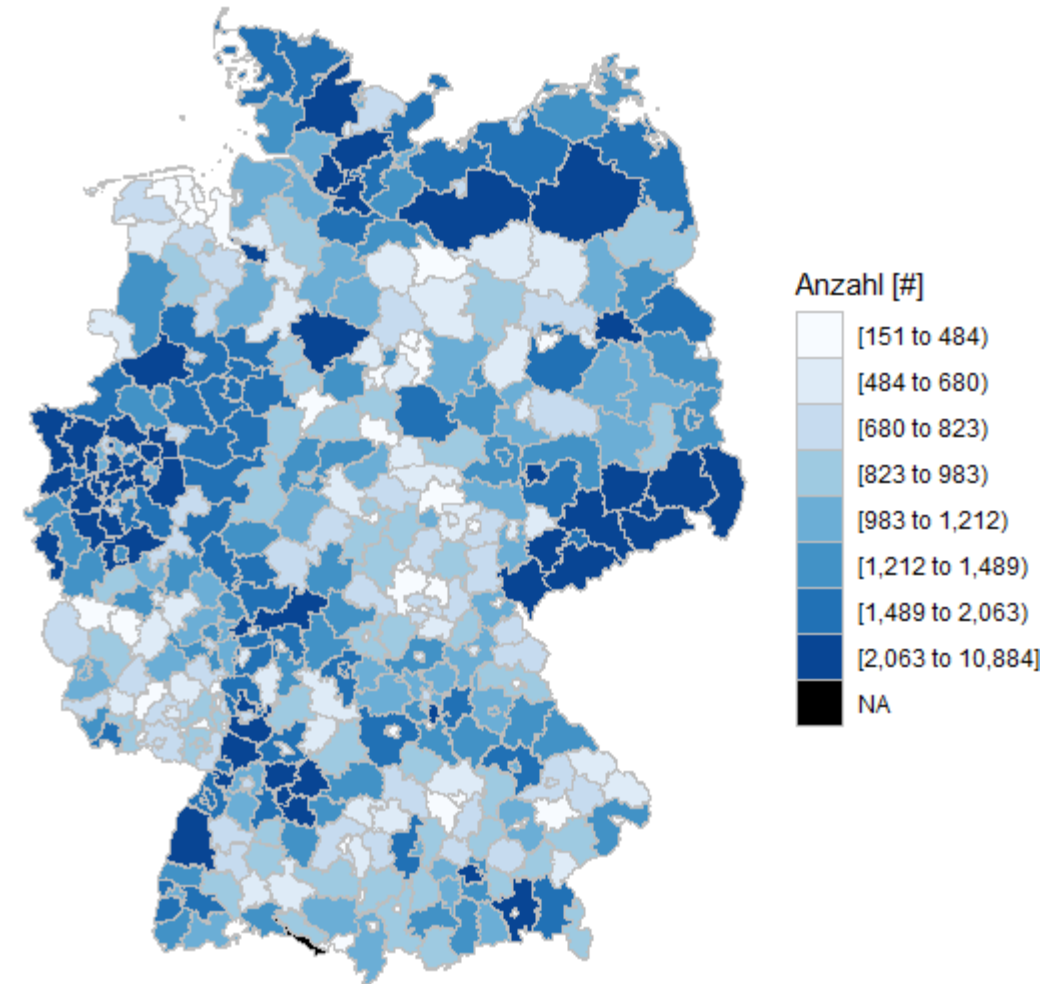 Anzahl [#]
[151 to 484)
[484 to 680)
[680 to 823)
[823 to 983)
[983 to 1,212)
[1,212 to 1,489)
[1,489 to 2,063)
[2,063 to 10,884]
NA